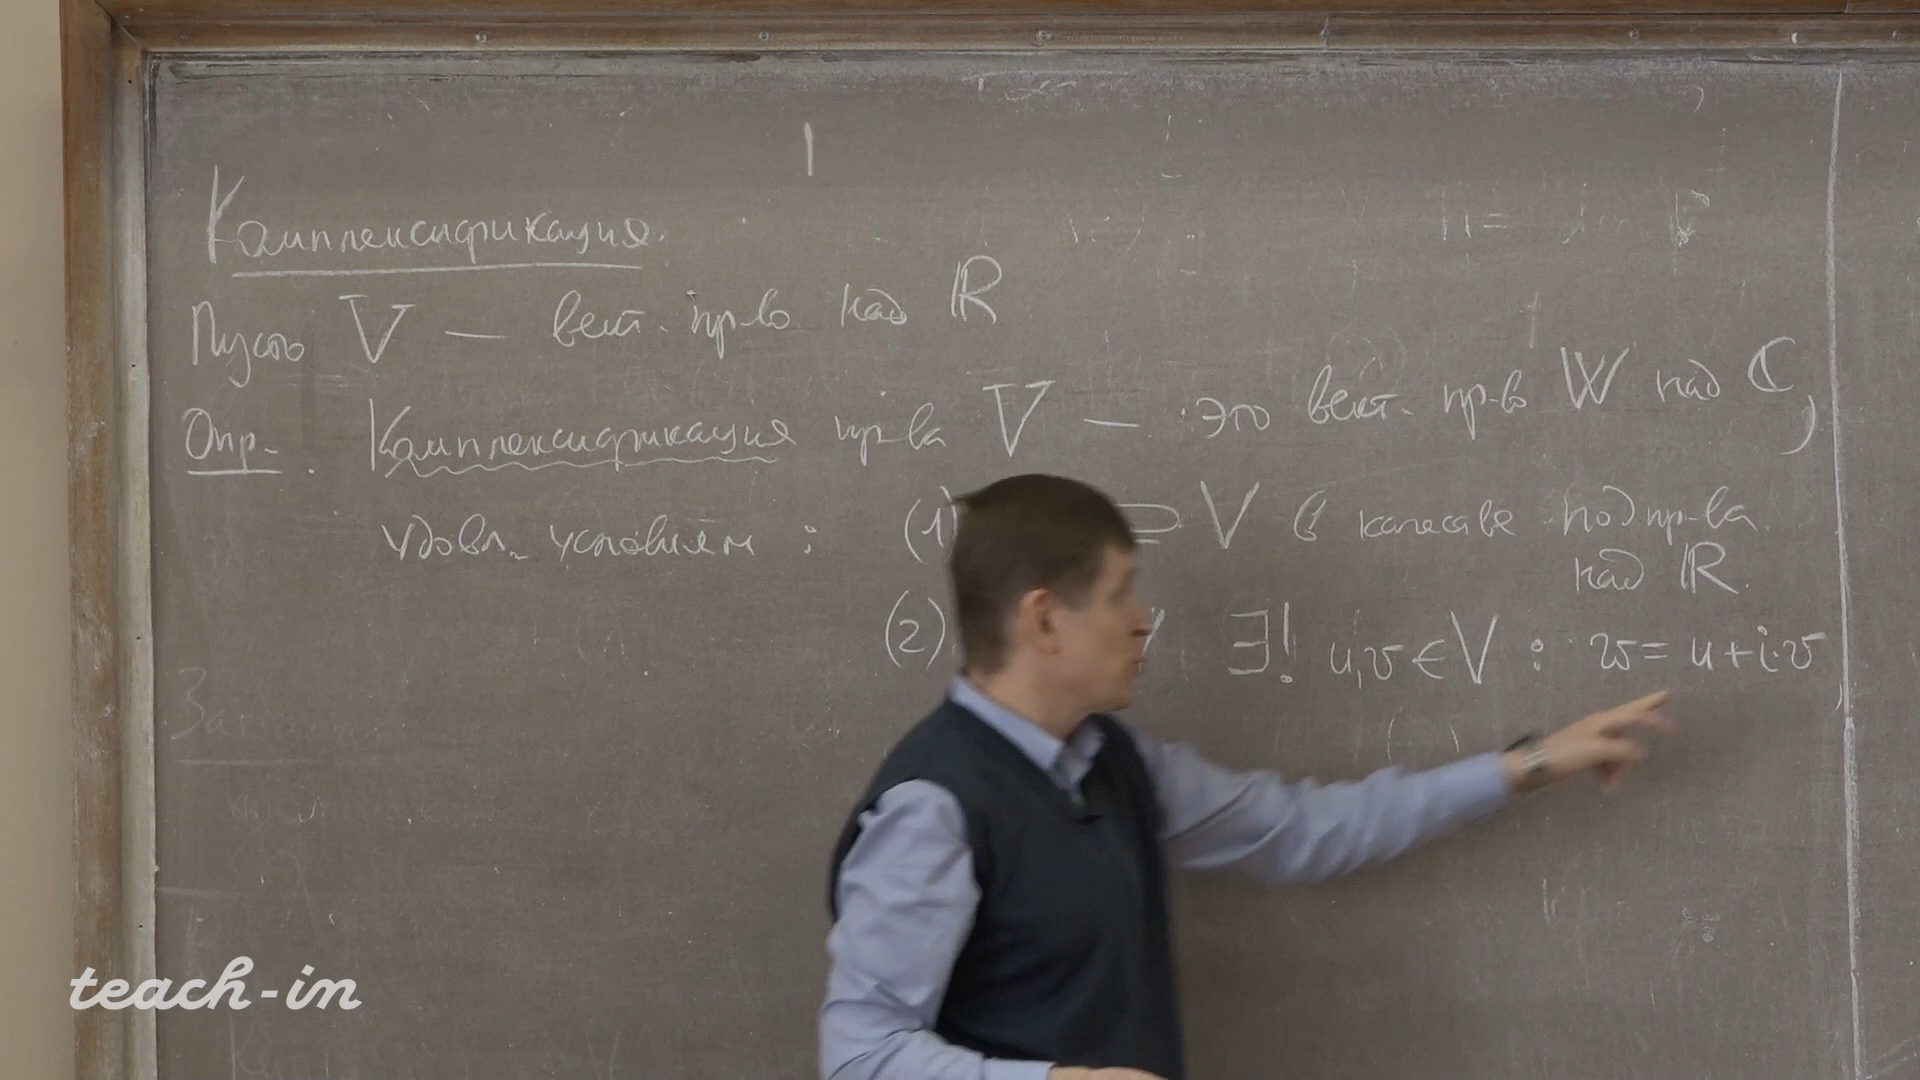 Комплексификация.
Пусть V — вект. пр-во над ℝ
Опр. Комплексификация пр-ва V — это вект. пр-во W над ℂ,
удовл. условиям : (1) ⊇ V в качестве подпр-ва
над ℝ.
(2) ∃! u,v ∈ V : w = u+i·v
teach-in